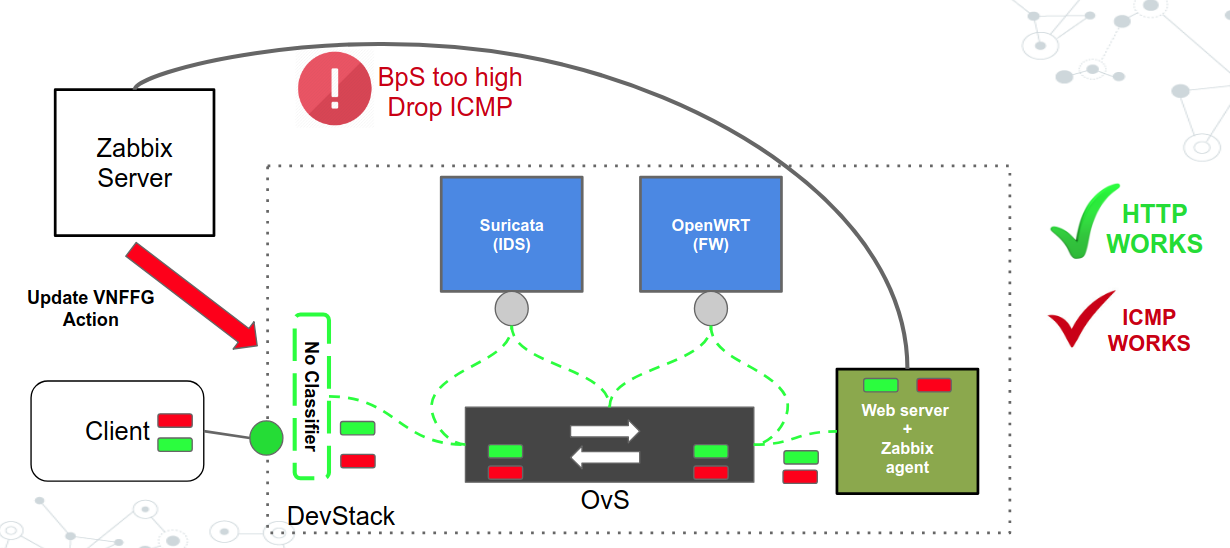 BpS too high
Drop ICMP
Zabbix
Server
Suricata
(IDS)
OpenWRT
(FW)
HTTP
WORKS
ICMP
WORKS
Update VNFFG
Action
No Classifier
Client
Web server
+
Zabbix
agent
OvS
DevStack